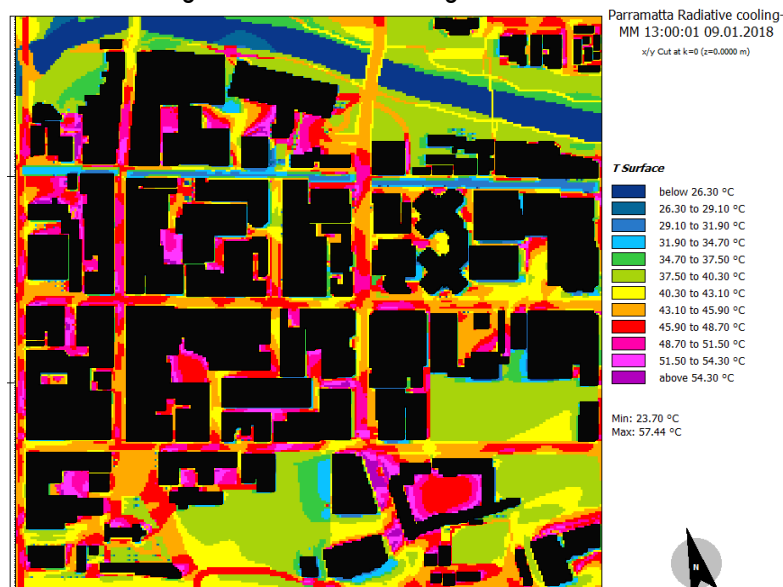 Parramatta Radiative cooling-
MM 13:00:01 09.01.2018
x/y Cut at k=0 (z=0.0000 m)
T Surface
below 26.30 °C
26.30 to 29.10 °C
29.10 to 31.90 °C
31.90 to 34.70 °C
34.70 to 37.50 °C
37.50 to 40.30 °C
40.30 to 43.10 °C
43.10 to 45.90 °C
45.90 to 48.70 °C
48.70 to 51.50 °C
51.50 to 54.30 °C
above 54.30 °C
Min: 23.70 °C
Max: 57.44 °C
N